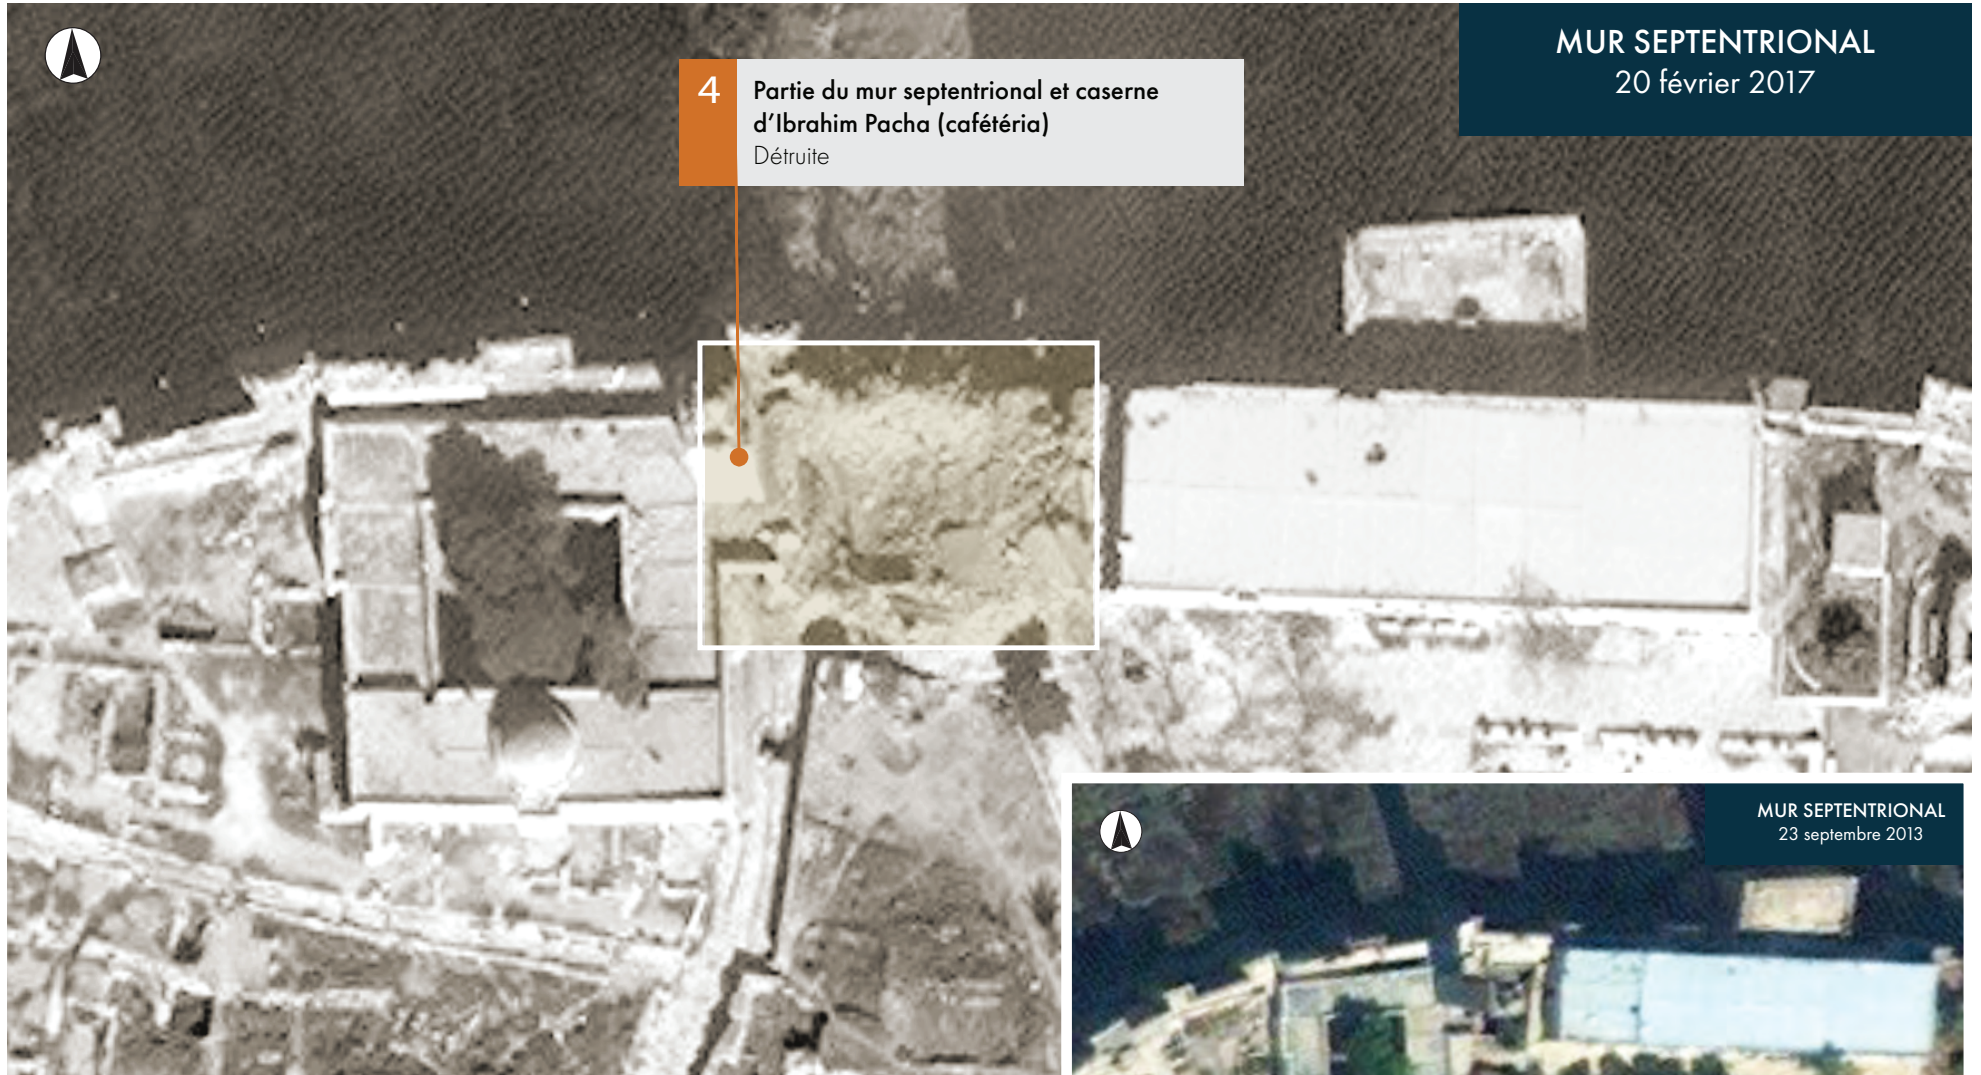 MUR SEPTENTRIONAL
20 février 2017
4
Partie du mur septentrional et caserne
d’Ibrahim Pacha (cafétéria)
Détruite
MUR SEPTENTRIONAL
23 septembre 2013